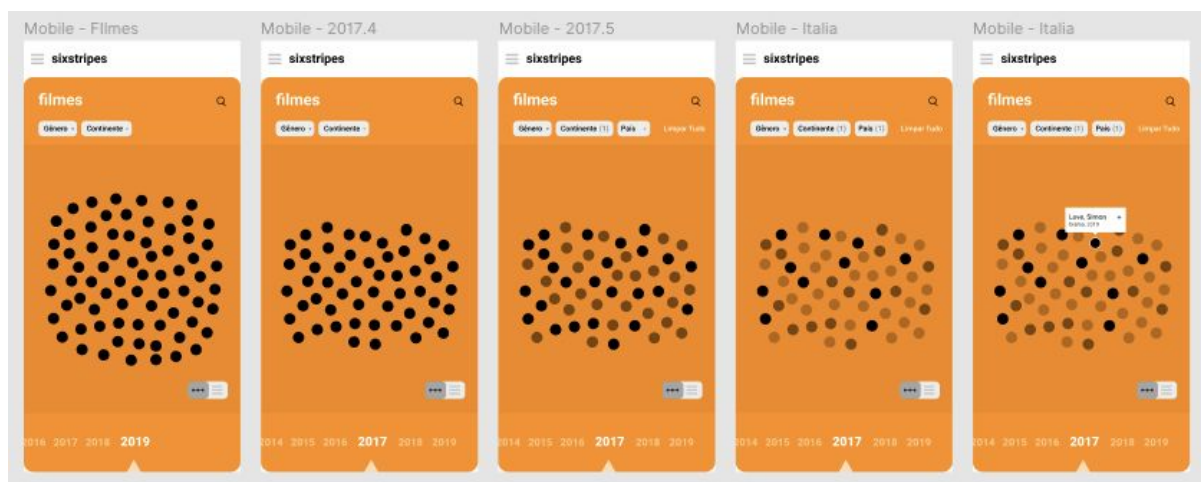 Mobile - FIlmes
sixstripes
filmes
Gênero
Continente
2016 2017 2018 2019
Mobile - 2017.4
sixstripes
filmes
Gênero
Continente
2014 2015 2016 2017 2018 2019
Mobile - 2017.5
sixstripes
filmes
Gênero
Continente (1)
País
Limpar Tudo
2014 2015 2016 2017 2018 2019
Mobile - Italia
sixstripes
filmes
Gênero
Continente (1)
País (1)
Limpar Tudo
2014 2015 2016 2017 2018 2019
Mobile - Italia
sixstripes
filmes
Gênero
Continente (1)
País (1)
Limpar Tudo
Love, Simon
2019
2014 2015 2016 2017 2018 2019